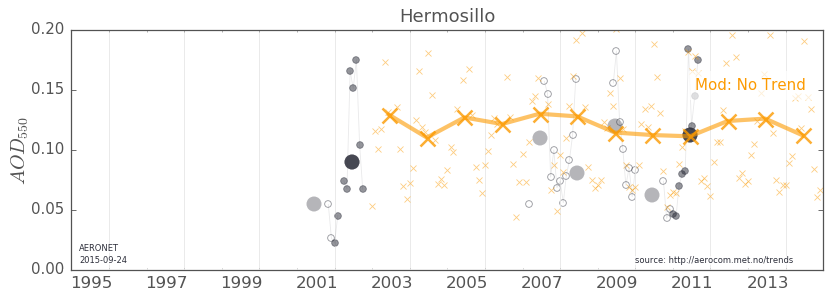 Hermosillo
0.20
0.15
0.10
0.05
0.00
AOD550
Mod: No Trend
AERONET
2015-09-24
source: http://aerocom.met.no/trends
1995 1997 1999 2001 2003 2005 2007 2009 2011 2013